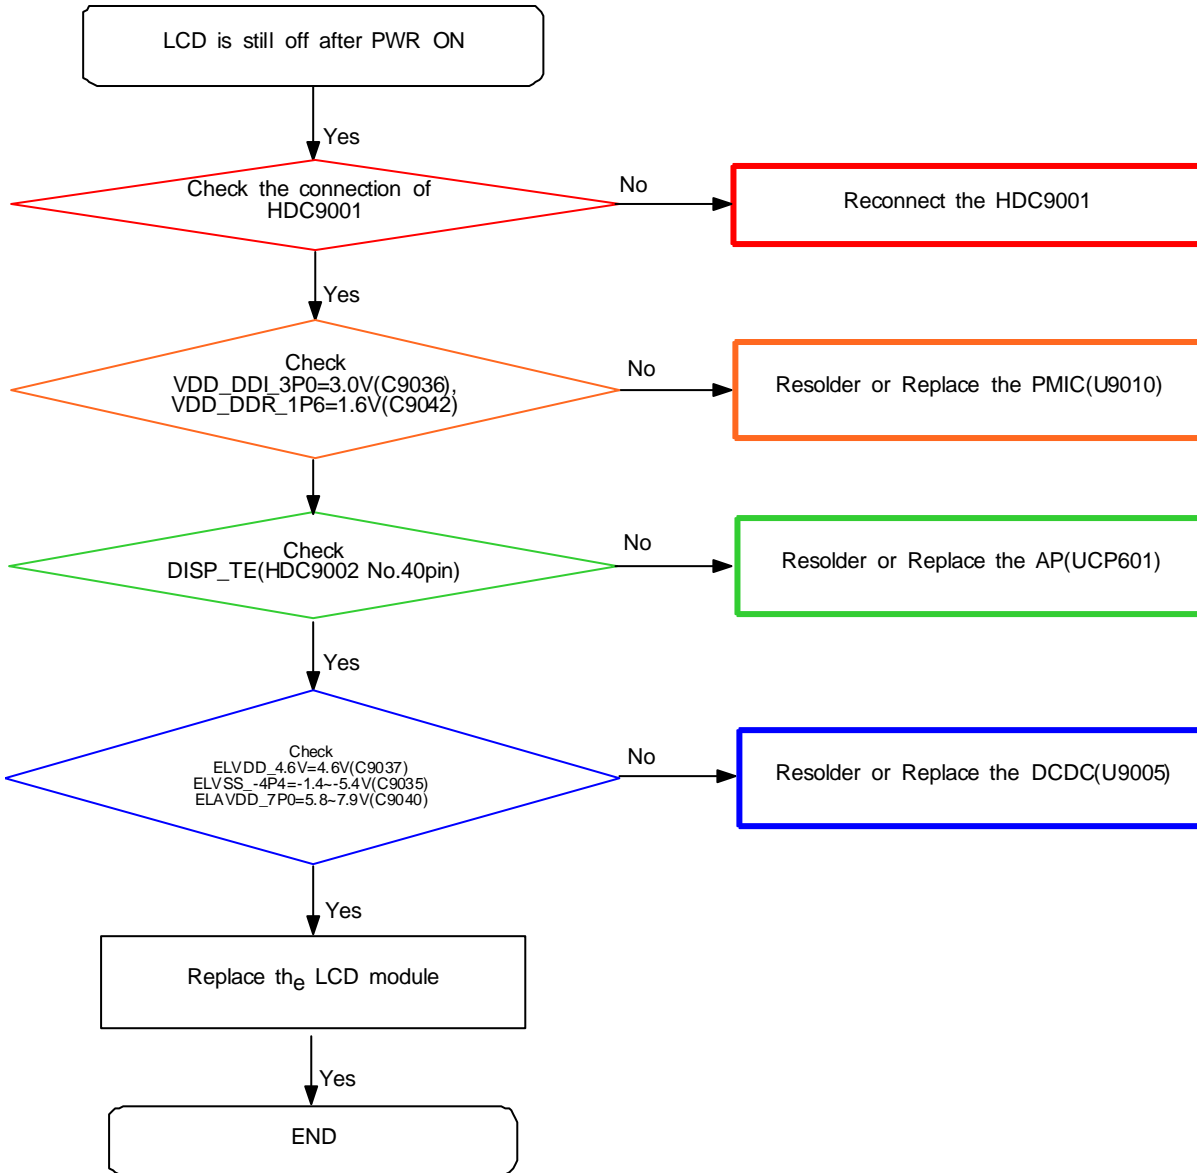 LCD is still off after PWR ON
Yes
Check the connection of
HDC9001
No
Reconnect the HDC9001
Yes
Check
VDD_DDI_3P0=3.0V(C9036),
VDD_DDR_1P6=1.6V(C9042)
No
Resolder or Replace the PMIC(U9010)
Check
DISP_TE(HDC9002 No.40pin)
No
Resolder or Replace the AP(UCP601)
Yes
Check
ELVDD_4.6V=4.6V(C9037)
ELVSS_-4P4=-1.4~-5.4V(C9035)
ELAVDD_7P0=5.8~7.9V(C9040)
No
Resolder or Replace the DCDC(U9005)
Yes
Replace the LCD module
Yes
END